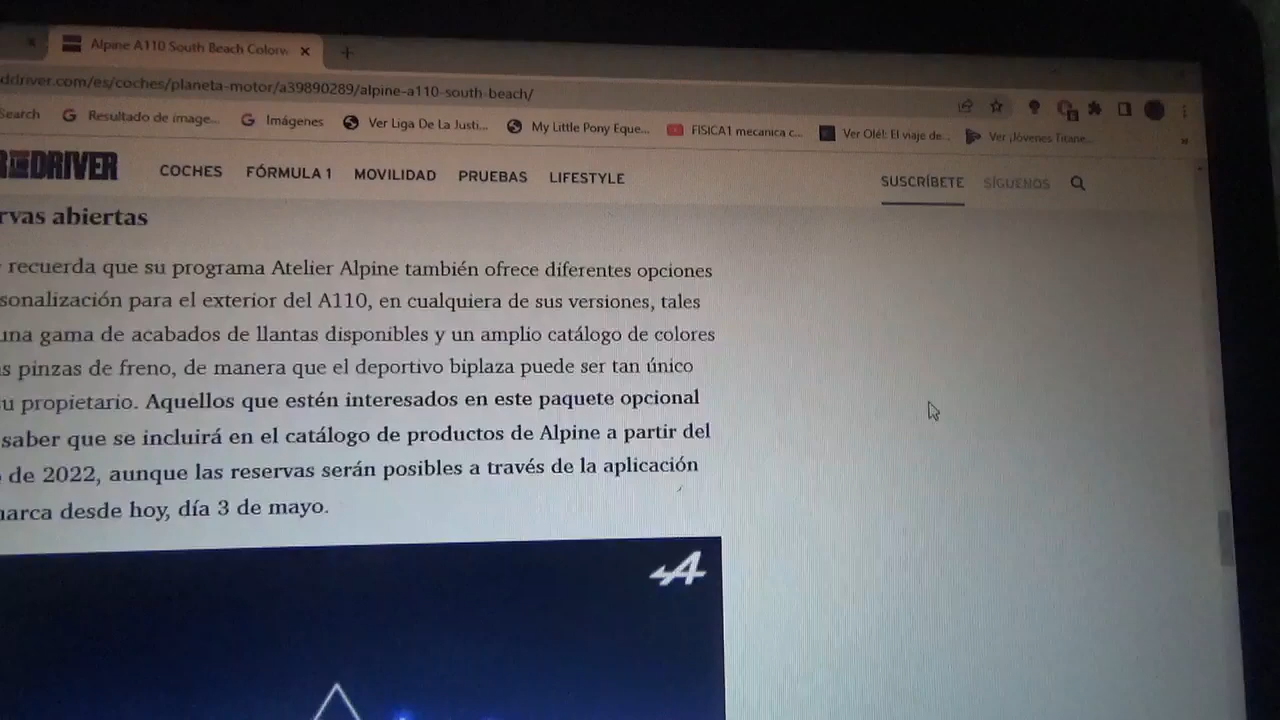 Alpine A110 South Beach Colorw
ddriver.com/es/coches/planeta-motor/a39890289/alpine-a110-south-beach/
Search Resultado de image... Imágenes Ver Liga De La Justi... My Little Pony Eque... FISICA1 mecanica c... Ver Olé!: El viaje de... Ver ¡Jóvenes Titane...
R DRIVER COCHES FÓRMULA 1 MOVILIDAD PRUEBAS LIFESTYLE SUSCRÍBETE SÍGUENOS
rvas abiertas
recuerda que su programa Atelier Alpine también ofrece diferentes opciones
sonalización para el exterior del A110, en cualquiera de sus versiones, tales
una gama de acabados de llantas disponibles y un amplio catálogo de colores
s pinzas de freno, de manera que el deportivo biplaza puede ser tan único
su propietario. Aquellos que estén interesados en este paquete opcional
saber que se incluirá en el catálogo de productos de Alpine a partir del
de 2022, aunque las reservas serán posibles a través de la aplicación
marca desde hoy, día 3 de mayo.